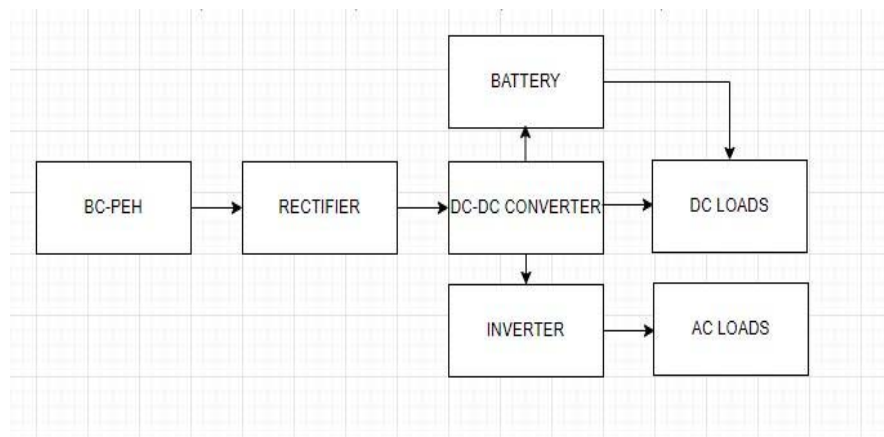 BATTERY
BC-PEH
RECTIFIER
DC-DC CONVERTER
DC LOADS
INVERTER
AC LOADS